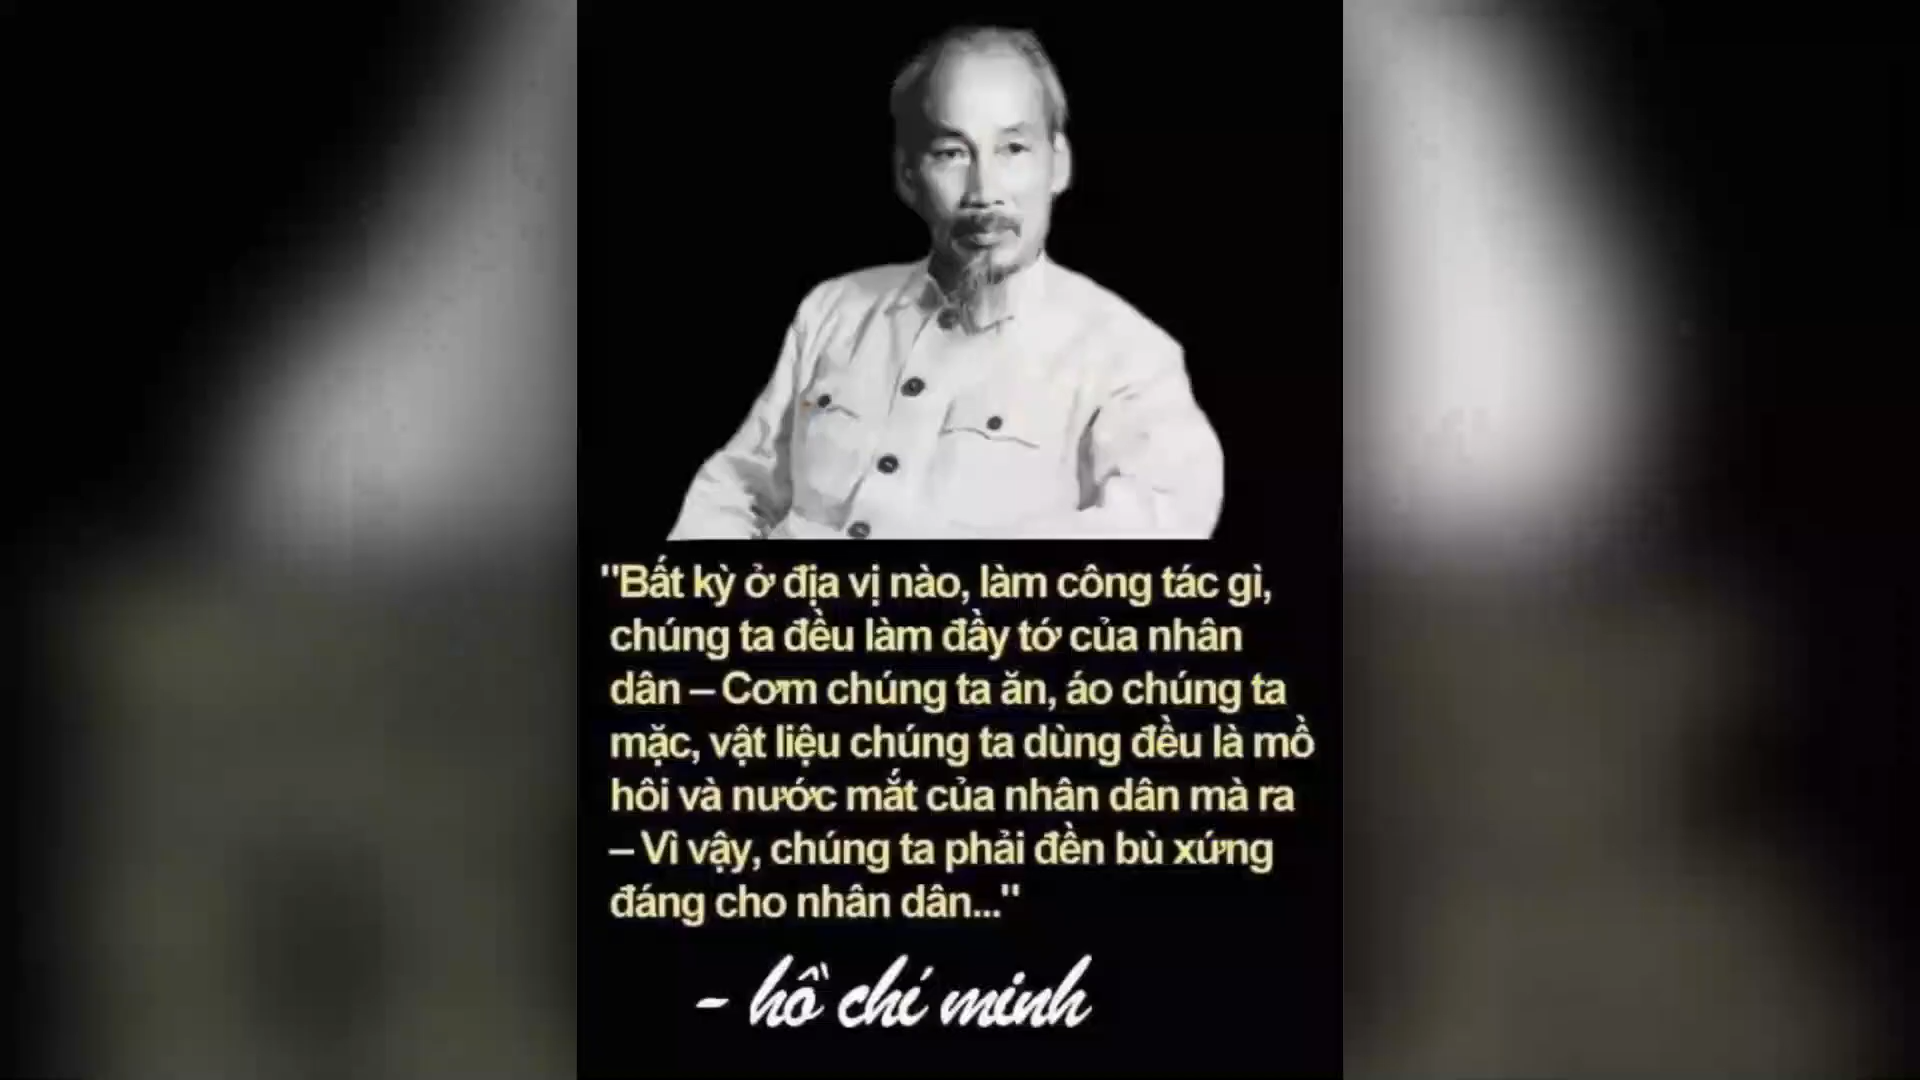 "Bất kỳ ở địa vị nào, làm công tác gì,
chúng ta đều làm đầy tớ của nhân
dân – Cơm chúng ta ăn, áo chúng ta
mặc, vật liệu chúng ta dùng đều là mồ
hôi và nước mắt của nhân dân mà ra
– Vì vậy, chúng ta phải đền bù xứng
đáng cho nhân dân..."
- hồ chí minh